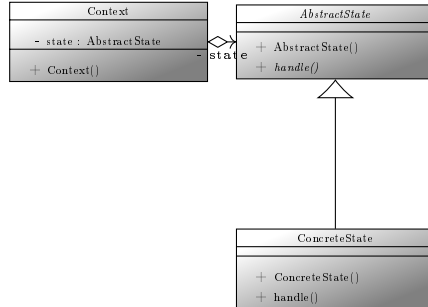 Context
- state : AbstractState
+ Context()
- state
AbstractState
+ AbstractState()
+ handle()
ConcreteState
+ ConcreteState()
+ handle()